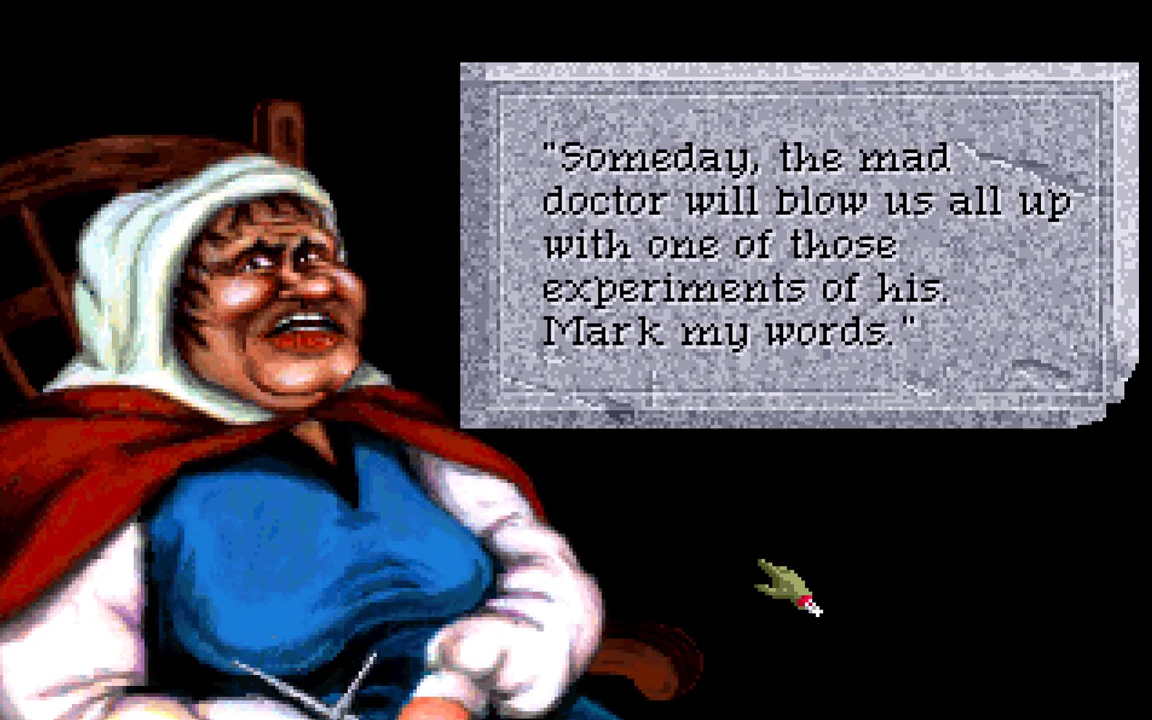 "Someday, the mad
doctor will blow us all up
with one of those
experiments of his.
Mark my words."